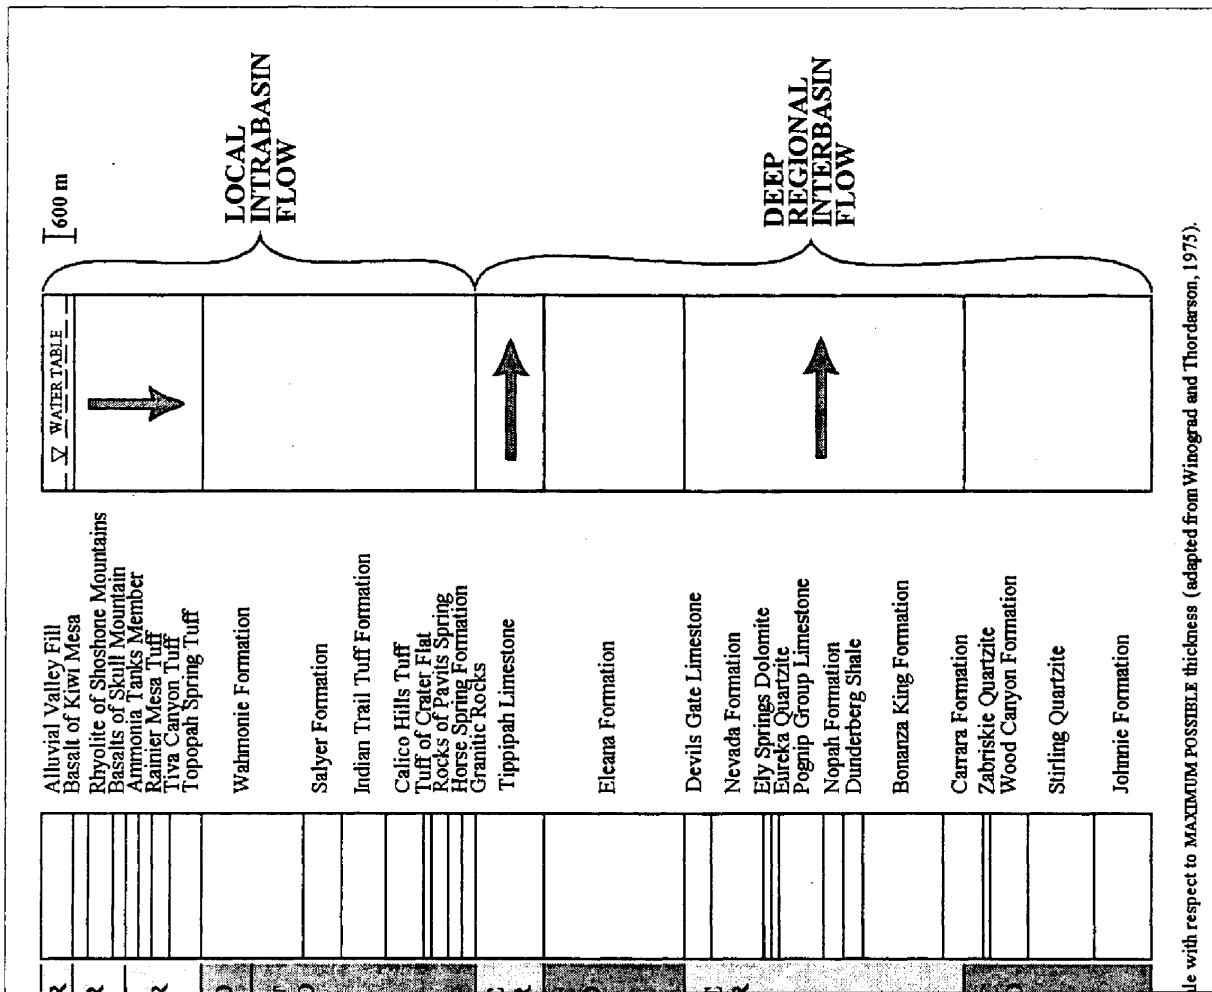 600 m
LOCAL
INTRABASIN
FLOW
DEEP
REGIONAL
INTERBASIN
FLOW
WATER TABLE
Alluvial Valley Fill
Basalt of Kiwi Mesa
Rhyolite of Shoshone Mountains
Basalts of Skull Mountain
Ammonia Tanks Member
Rainier Mesa Tuff
Tiva Canyon Tuff
Topopah Spring Tuff
Wahmonie Formation
Salyer Formation
Indian Trail Tuff Formation
Calico Hills Tuff
Tuff of Crater Flat
Rocks of Pavits Spring
Horse Spring Formation
Granitic Rocks
Tippipah Limestone
Eleana Formation
Devils Gate Limestone
Nevada Formation
Ely Springs Dolomite
Eureka Quartzite
Pognip Group Limestone
Nopah Formation
Dunderberg Shale
Bonanza King Formation
Carrara Formation
Zabriskie Quartzite
Wood Canyon Formation
Stirling Quartzite
Johnnie Formation
le with respect to MAXIMUM POSSIBLE thickness (adapted from Winograd and Thordarson, 1975).